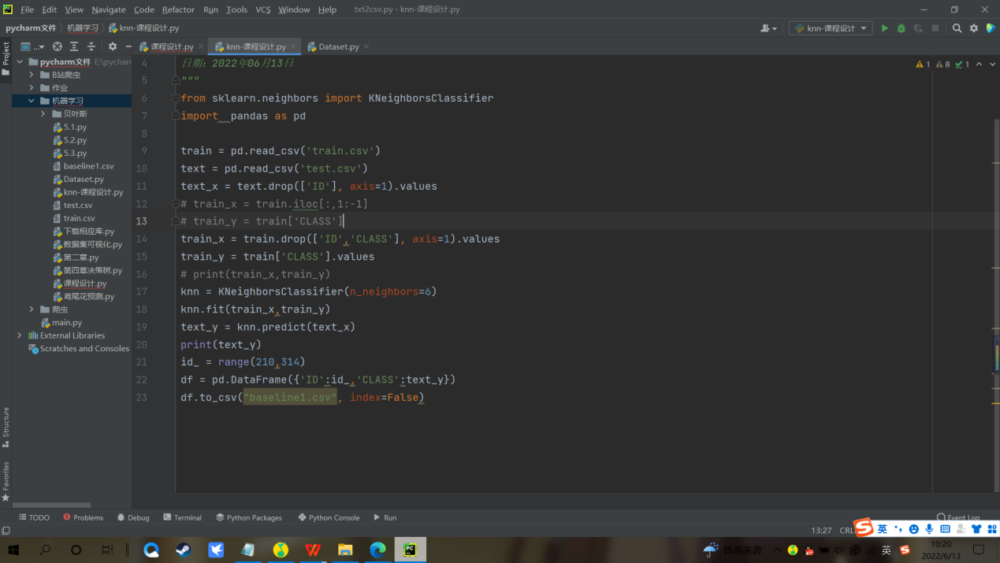 File Edit View Navigate Code Refactor Run Tools VCS Window Help txt2csv.py - knn-课程设计.py
pycharm文件 机器学习 knn-课程设计.py knn-课程设计
Project ... 课程设计.py knn-课程设计.py Dataset.py
pycharm文件 E:\pycharm
B站爬虫
作业
机器学习
贝叶斯
5.1.py
5.2.py
5.3.py
baseline1.csv
Dataset.py
knn-课程设计.py
test.csv
train.csv
下载相应库.py
数据集可视化.py
第二章.py
第四章决策树.py
课程设计.py
鸢尾花预测.py
爬虫
main.py
External Libraries
Scratches and Consoles
1 8 1
4 日期：2022年06月13日
5 """
6 from sklearn.neighbors import KNeighborsClassifier
7 import  pandas as pd
8
9 train = pd.read_csv('train.csv')
10 text = pd.read_csv('test.csv')
11 text_x = text.drop(['ID'], axis=1).values
12 # train_x = train.iloc[:,1:-1]
13 # train_y = train['CLASS']
14 train_x = train.drop(['ID','CLASS'], axis=1).values
15 train_y = train['CLASS'].values
16 # print(train_x,train_y)
17 knn = KNeighborsClassifier(n_neighbors=6)
18 knn.fit(train_x,train_y)
19 text_y = knn.predict(text_x)
20 print(text_y)
21 id_ = range(210,314)
22 df = pd.DataFrame({'ID':id_,'CLASS':text_y})
23 df.to_csv("baseline1.csv", index=False)
Structure
Favorites
TODO Problems Debug Terminal Python Packages Python Console Run Event Log
13:27 CRL
S 英
PC 阵雨来袭 英 S 10:20
2022/6/13